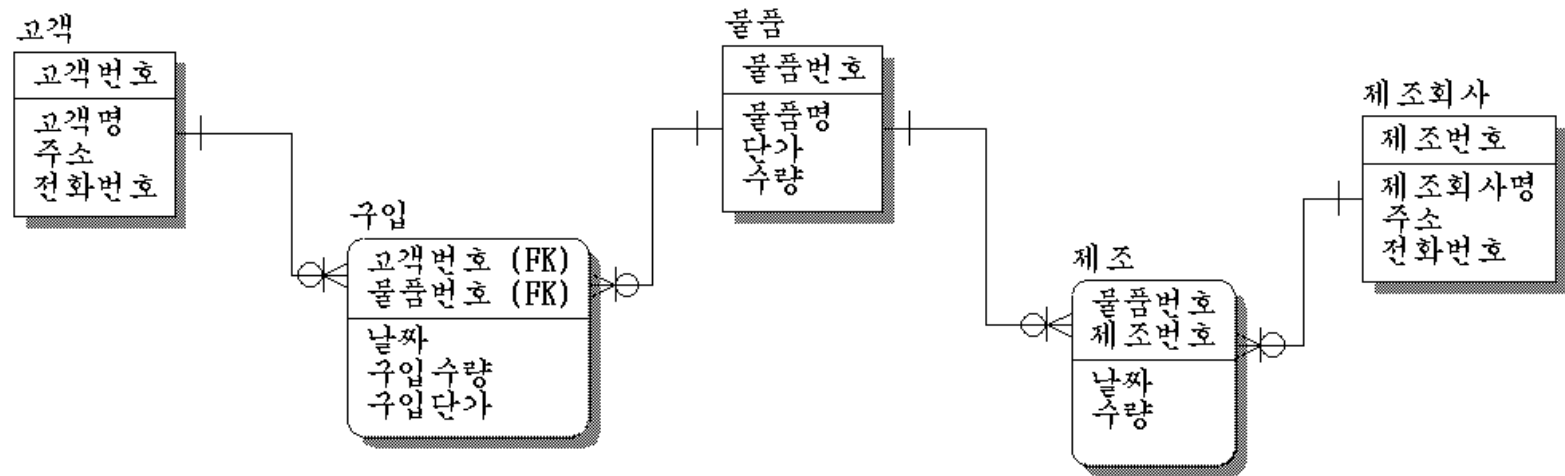 고객
고객번호
고객명
주소
전화번호
구입
고객번호 (FK)
물품번호 (FK)
날짜
구입수량
구입단가
물품
물품번호
물품명
단가
수량
제조
물품번호
제조번호
날짜
수량
제조회사
제조번호
제조회사명
주소
전화번호